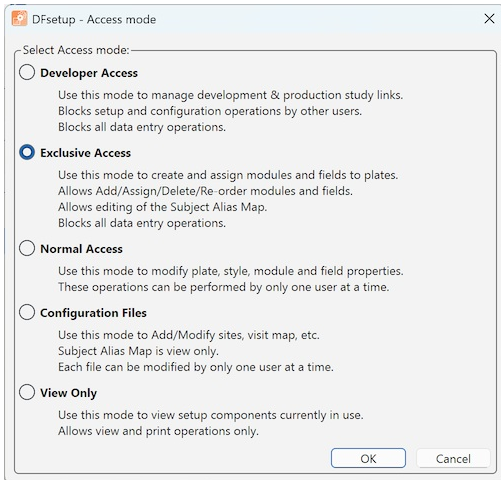 DFsetup - Access mode
Select Access mode:
Developer Access
Use this mode to manage development & production study links.
Blocks setup and configuration operations by other users.
Blocks all data entry operations.
Exclusive Access
Use this mode to create and assign modules and fields to plates.
Allows Add/Assign/Delete/Re-order modules and fields.
Allows editing of the Subject Alias Map.
Blocks all data entry operations.
Normal Access
Use this mode to modify plate, style, module and field properties.
These operations can be performed by only one user at a time.
Configuration Files
Use this mode to Add/Modify sites, visit map, etc.
Subject Alias Map is view only.
Each file can be modified by only one user at a time.
View Only
Use this mode to view setup components currently in use.
Allows view and print operations only.
OK Cancel